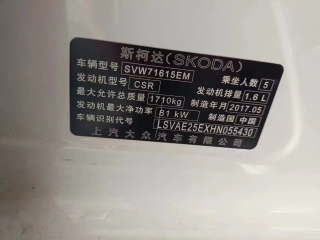 斯柯达(SKODA)
车辆型号 SVW71615EM 乘坐人数 5
发动机型号 CSR 发动机排量 1.6 L
最大允许总质量 1710kg 制造年月 2017.05
发动机最大净功率 81 kW 制造国 中国
车辆识别代号 LSVAE25EXHN055430
上汽大众汽车有限公司